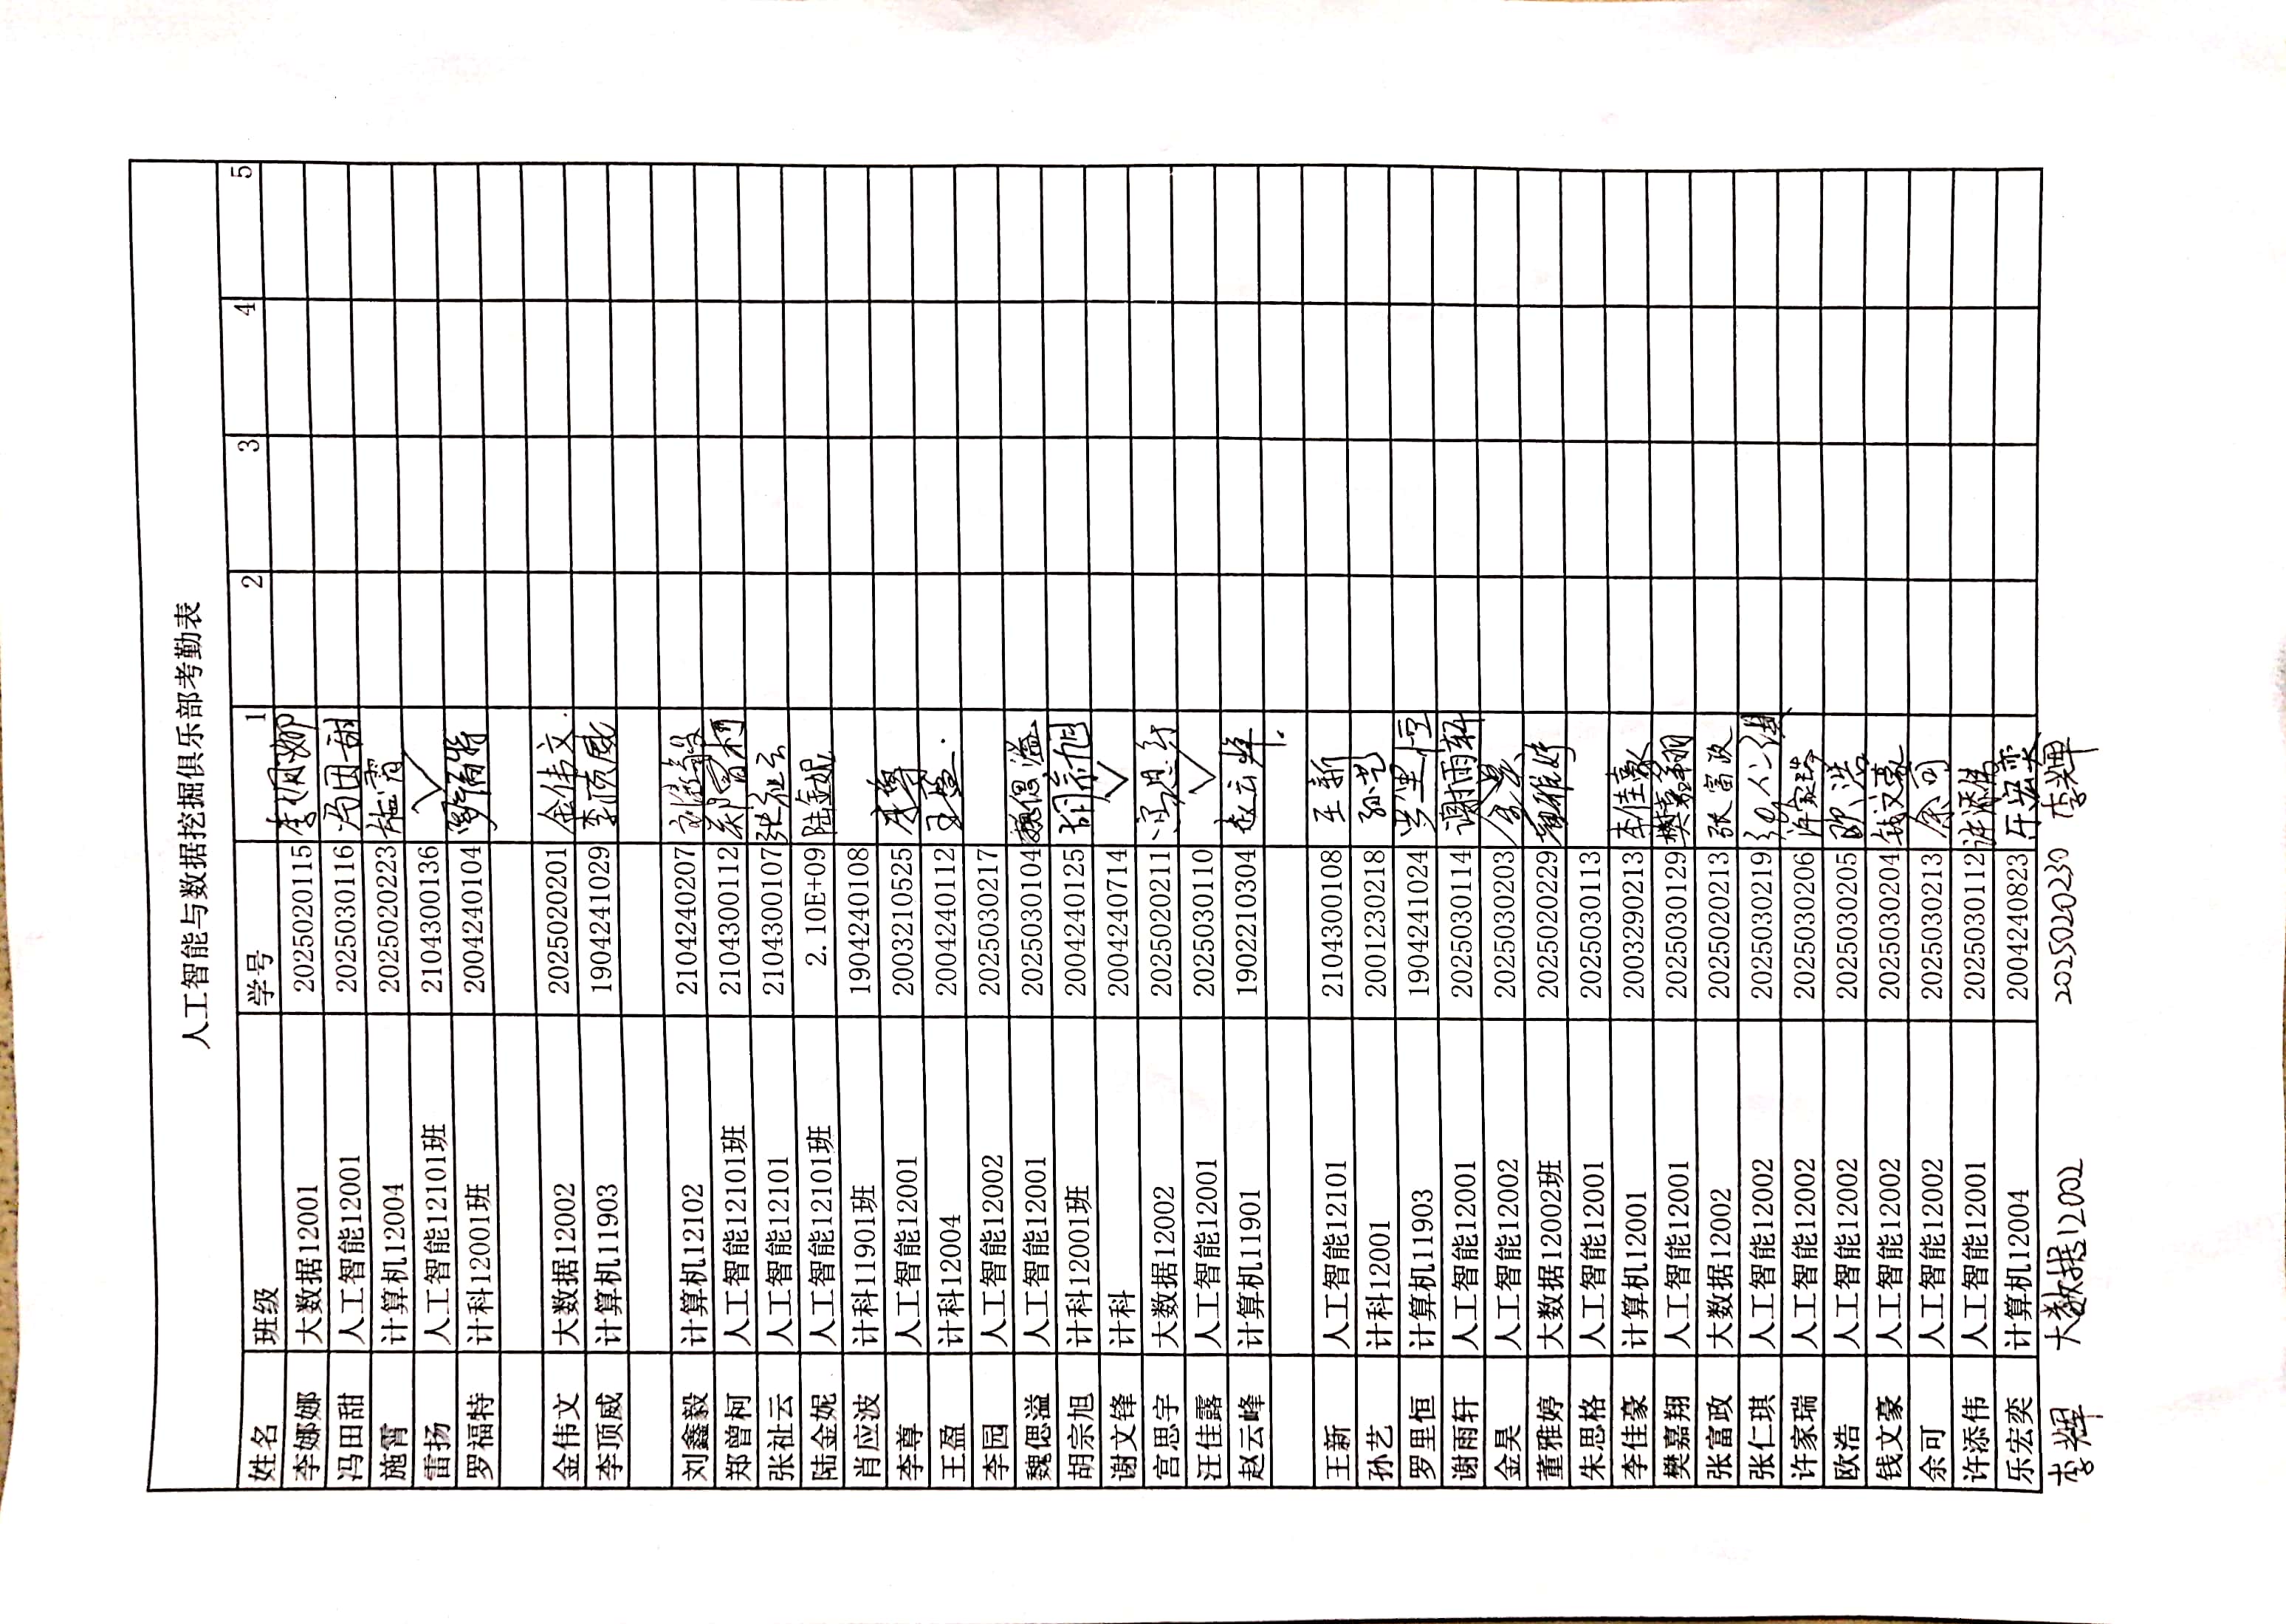 人工智能与数据挖掘俱乐部考勤表
姓名 班级 学号 1 2 3 4 5
李娜娜 大数据12001 2025020115 李娜娜
冯田甜 人工智能12001 2025030116 冯田甜
施霄 计算机12004 2025020223 施霄
雷扬 人工智能12101班 2104300136 ✓
罗福特 计科12001班 2004240104 罗福特
金伟文 大数据12002 2025020201 金伟文.
李顶威 计算机11903 1904241029 李顶威
刘鑫毅 计算机12102 2104240207 刘鑫毅
郑曾柯 人工智能12101班 2104300112 郑曾柯
张祉云 人工智能12101 2104300107 张祉云
陆金妮 人工智能12101班 2.10E+09 陆金妮
肖应波 计科11901班 1904240108
李尊 人工智能12001 2003210525 李尊
王盈 计科12004 2004240112 王盈.
李园 人工智能12002 2025030217
魏偲溢 人工智能12001 2025030104 魏偲溢
胡宗旭 计科12001班 2004240125 胡宗旭
谢文锋 计科 2004240714 ✓
宫思宇 大数据12002 2025020211 宫思宇
汪佳露 人工智能12001 2025030110 ✓
赵云峰 计算机11901 1902210304 赵云峰.
王新 人工智能12101 2104300108 王新
孙艺 计科12001 2001230218 孙艺
罗里恒 计算机11903 1904241024 罗里恒
谢雨轩 人工智能12001 2025030114 谢雨轩
金昊 人工智能12002 2025030203 金昊
董雅婷 大数据12002班 2025020229 董雅婷
朱思格 人工智能12001 2025030113
李佳豪 计算机12001 2003290213 李佳豪
樊嘉翔 人工智能12001 2025030129 樊嘉翔
张富政 大数据12002 2025020213 张富政
张仁琪 人工智能12002 2025030219 张仁琪
许家瑞 人工智能12002 2025030206 许家瑞
欧浩 人工智能12002 2025030205 欧浩
钱文豪 人工智能12002 2025030204 钱文豪
余可 人工智能12002 2025030213 余可
许添伟 人工智能12001 2025030112 许添伟
乐宏奕 计算机12004 2004240823 乐宏奕
李辉 大数据12002 2025020230 李辉